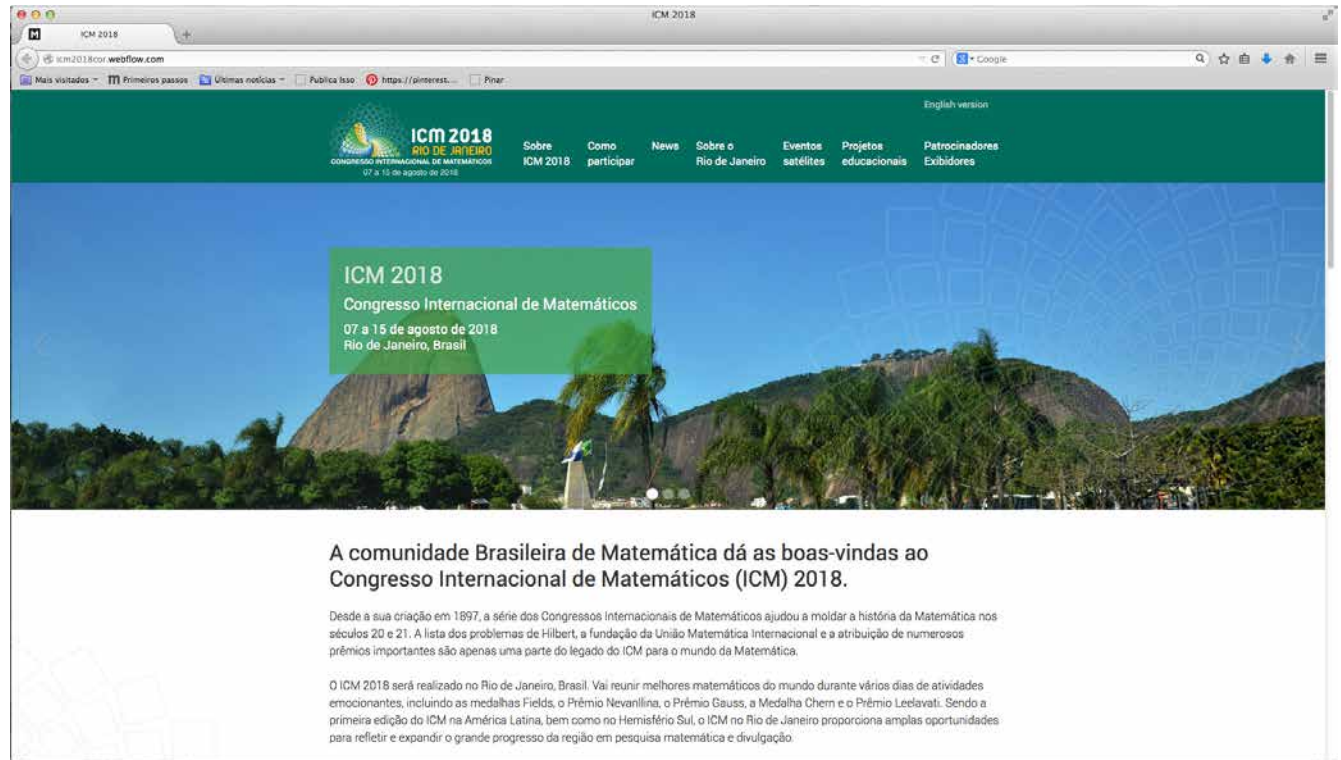 ICM 2018
ICM 2018
icm2018cor.webflow.com
Google
Mais visitados
Primeiros passos
Últimas notícias
Publica Isso
https://pinterest....
Pinar
English version
ICM 2018
RIO DE JANEIRO
CONGRESSO INTERNACIONAL DE MATEMÁTICOS
07 a 15 de agosto de 2018
Sobre
ICM 2018
Como
participar
News
Sobre o
Rio de Janeiro
Eventos
satélites
Projetos
educacionais
Patrocinadores
Exibidores
ICM 2018
Congresso Internacional de Matemáticos
07 a 15 de agosto de 2018
Rio de Janeiro, Brasil
A comunidade Brasileira de Matemática dá as boas-vindas ao
Congresso Internacional de Matemáticos (ICM) 2018.
Desde a sua criação em 1897, a série dos Congressos Internacionais de Matemáticos ajudou a moldar a história da Matemática nos
séculos 20 e 21. A lista dos problemas de Hilbert, a fundação da União Matemática Internacional e a atribuição de numerosos
prêmios importantes são apenas uma parte do legado do ICM para o mundo da Matemática.
O ICM 2018 será realizado no Rio de Janeiro, Brasil. Vai reunir melhores matemáticos do mundo durante vários dias de atividades
emocionantes, incluindo as medalhas Fields, o Prêmio Nevanllina, o Prêmio Gauss, a Medalha Chern e o Prêmio Leelavati. Sendo a
primeira edição do ICM na América Latina, bem como no Hemisfério Sul, o ICM no Rio de Janeiro proporciona amplas oportunidades
para refletir e expandir o grande progresso da região em pesquisa matemática e divulgação.